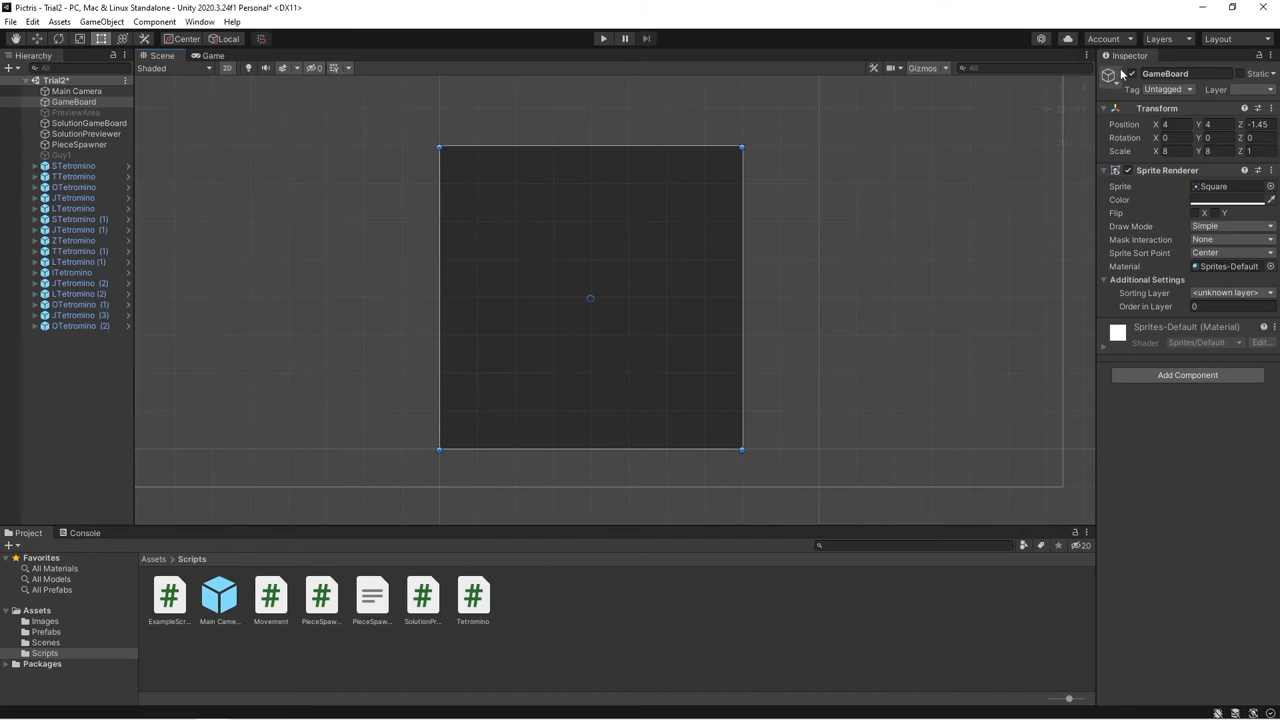 Pictris - Trial2 - PC, Mac & Linux Standalone - Unity 2020.3.24f1 Personal* <DX11>
File Edit Assets GameObject Component Window Help
Center Local Account Layers Layout
Hierarchy
Scene Game
Inspector
All
Shaded 2D 0 Gizmos All
Trial2*
Main Camera
GameBoard
PreviewArea
SolutionGameBoard
SolutionPreviewer
PieceSpawner
Guy1
STetromino
TTetromino
OTetromino
JTetromino
LTetromino
STetromino (1)
JTetromino (1)
ZTetromino
TTetromino (1)
LTetromino (1)
ITetromino
JTetromino (2)
LTetromino (2)
OTetromino (1)
JTetromino (3)
OTetromino (2)
GameBoard Static
Tag Untagged Layer
Transform
Position X 4 Y 4 Z -1.45
Rotation X 0 Y 0 Z 0
Scale X 8 Y 8 Z 1
Sprite Renderer
Sprite Square
Color
Flip X Y
Draw Mode Simple
Mask Interaction None
Sprite Sort Point Center
Material Sprites-Default
Additional Settings
Sorting Layer <unknown layer>
Order in Layer 0
Sprites-Default (Material)
Shader Sprites/Default Edit...
Add Component
Project Console
20
Favorites
All Materials
All Models
All Prefabs
Assets
Images
Prefabs
Scenes
Scripts
Packages
Assets > Scripts
ExampleScr...
Main Came...
Movement
PieceSpaw...
PieceSpaw...
SolutionPr...
Tetromino